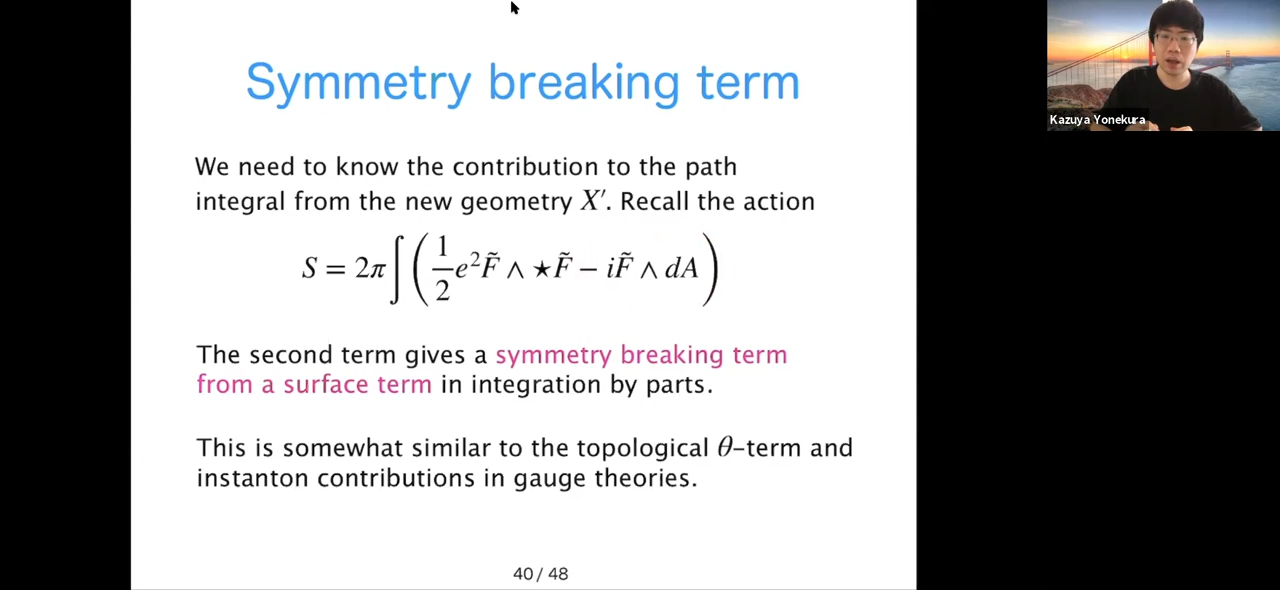 Symmetry breaking term
We need to know the contribution to the path
integral from the new geometry X′. Recall the action
S = 2π∫(1/2 e²F̃ ∧ ⋆F̃ − iF̃ ∧ dA)
The second term gives a symmetry breaking term
from a surface term in integration by parts.
This is somewhat similar to the topological θ-term and
instanton contributions in gauge theories.
40 / 48
Kazuya Yonekura